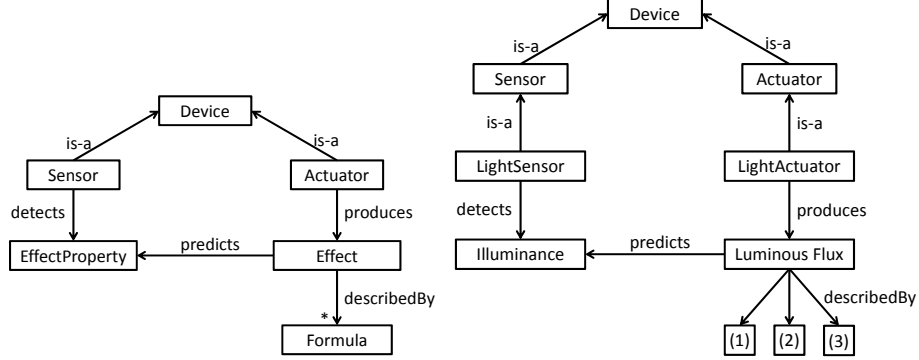 Device
is-a
is-a
Sensor
Actuator
detects
produces
EffectProperty
predicts
Effect
describedBy
*
Formula
Device
is-a
is-a
Sensor
Actuator
is-a
is-a
LightSensor
LightActuator
detects
produces
Illuminance
predicts
Luminous Flux
describedBy
(1)
(2)
(3)